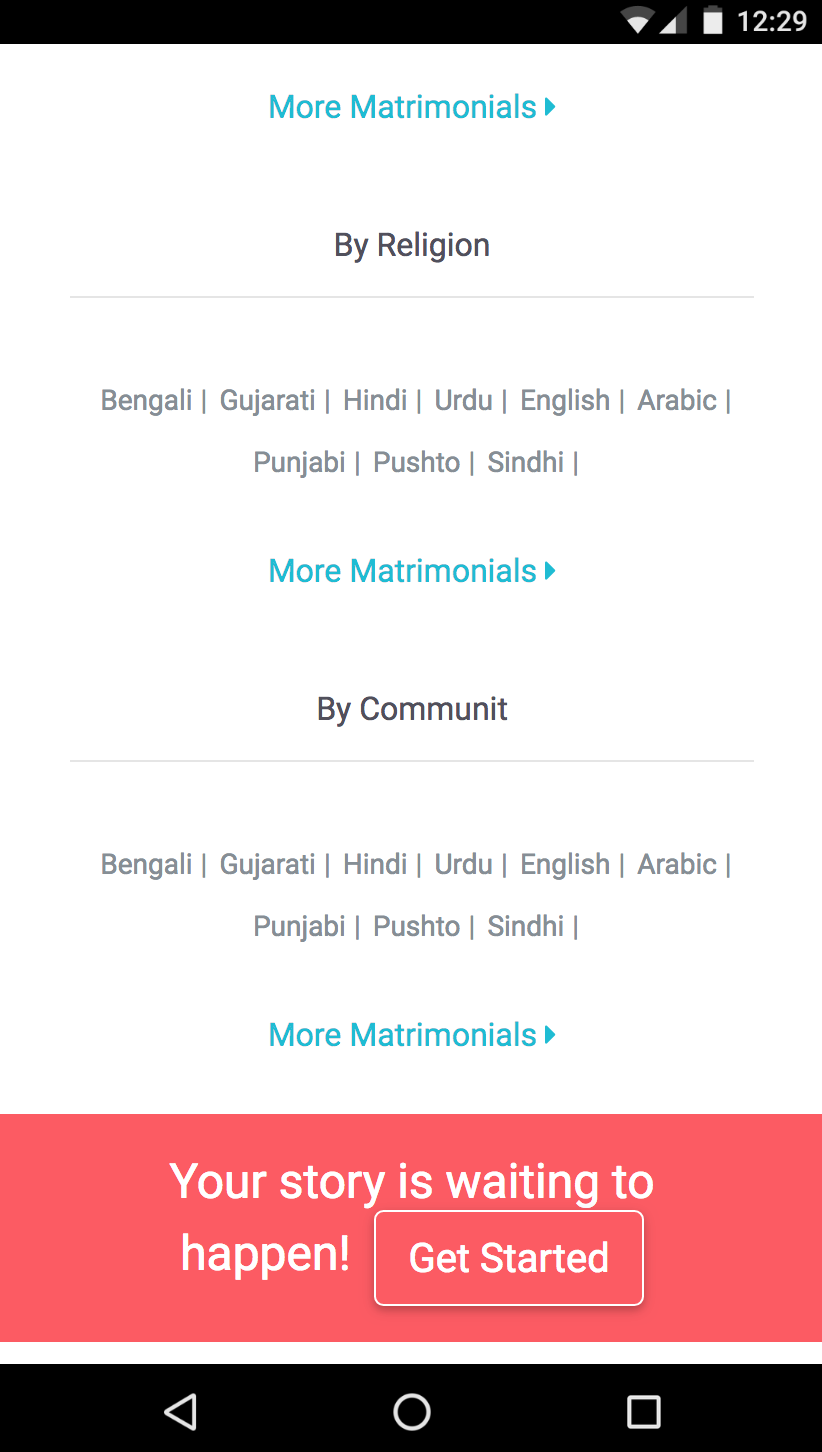 12:29
More Matrimonials
By Religion
Bengali | Gujarati | Hindi | Urdu | English | Arabic |
Punjabi | Pushto | Sindhi |
More Matrimonials
By Communit
Bengali | Gujarati | Hindi | Urdu | English | Arabic |
Punjabi | Pushto | Sindhi |
More Matrimonials
Your story is waiting to
happen! Get Started